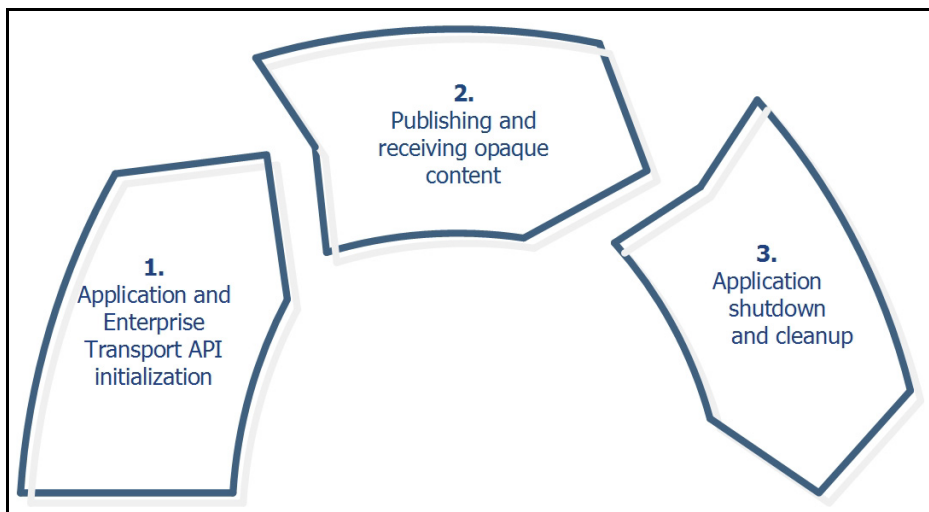 1.
Application and
Enterprise
Transport API
initialization
2.
Publishing and
receiving opaque
content
3.
Application
shutdown
and cleanup